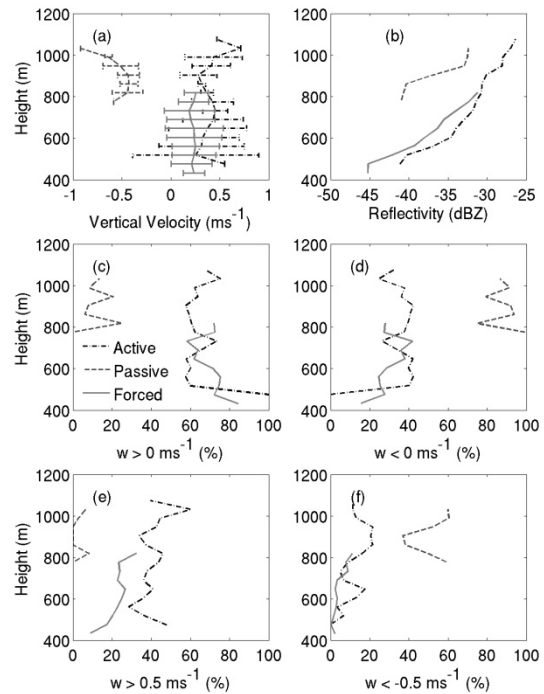 (a) (b)
1200
1000
800
600
400
Height (m)
-1 -0.5 0 0.5 1
Vertical Velocity (ms⁻¹)
1200
1000
800
600
400
-50 -45 -40 -35 -30 -25
Reflectivity (dBZ)
(c) (d)
1200
1000
800
600
400
Height (m)
Active
Passive
Forced
0 20 40 60 80 100
w > 0 ms⁻¹ (%)
1200
1000
800
600
400
0 20 40 60 80 100
w < 0 ms⁻¹ (%)
(e) (f)
1200
1000
800
600
400
Height (m)
0 20 40 60 80 100
w > 0.5 ms⁻¹ (%)
1200
1000
800
600
400
0 20 40 60 80 100
w < -0.5 ms⁻¹ (%)